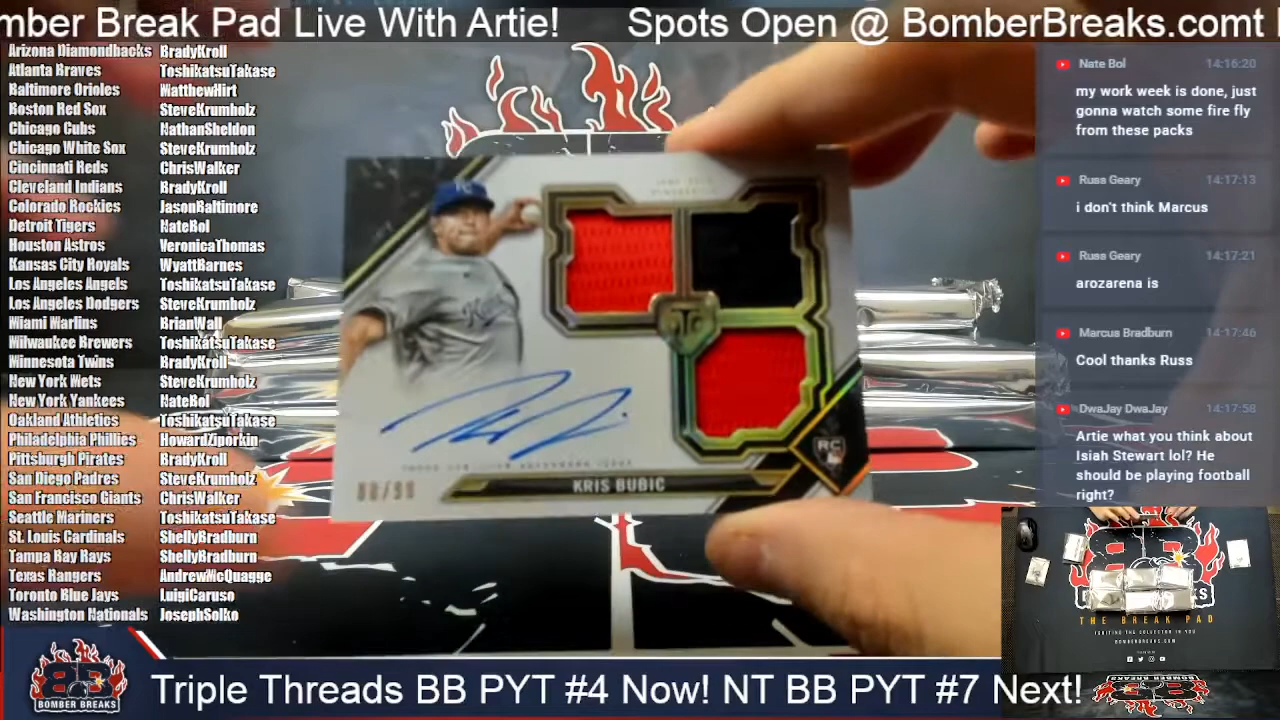 mber Break Pad Live With Artie! Spots Open @ BomberBreaks.comt
Arizona Diamondbacks BradyKroll
Atlanta Braves ToshikatsuTakase
Baltimore Orioles MatthewHirt
Boston Red Sox SteveKrumholz
Chicago Cubs NathanSheldon
Chicago White Sox SteveKrumholz
Cincinnati Reds ChrisWalker
Cleveland Indians BradyKroll
Colorado Rockies JasonBaltimore
Detroit Tigers NateBol
Houston Astros VeronicaThomas
Kansas City Royals WyattBarnes
Los Angeles Angels ToshikatsuTakase
Los Angeles Dodgers SteveKrumholz
Miami Marlins BrianWall
Milwaukee Brewers ToshikatsuTakase
Minnesota Twins BradyKroll
New York Mets SteveKrumholz
New York Yankees NateBol
Oakland Athletics ToshikatsuTakase
Philadelphia Phillies HowardZiporkin
Pittsburgh Pirates BradyKroll
San Diego Padres SteveKrumholz
San Francisco Giants ChrisWalker
Seattle Mariners ToshikatsuTakase
St. Louis Cardinals ShellyBradburn
Tampa Bay Rays ShellyBradburn
Texas Rangers AndrewMcQuagge
Toronto Blue Jays LuigiCaruso
Washington Nationals JosephSolko
KRIS BUBIC
RC
Nate Bol 14:16:20
my work week is done, just
gonna watch some fire fly
from these packs
Russ Geary 14:17:13
i don't think Marcus
Russ Geary 14:17:21
arozarena is
Marcus Bradburn 14:17:46
Cool thanks Russ
DwaJay DwaJay 14:17:58
Artie what you think about
Isiah Stewart lol? He
should be playing football
right?
THE BREAK PAD
IGNITING THE COLLECTOR IN YOU
BOMBERBREAKS.COM
BOMBER BREAKS
Triple Threads BB PYT #4 Now! NT BB PYT #7 Next!
BOMBER BREAKS